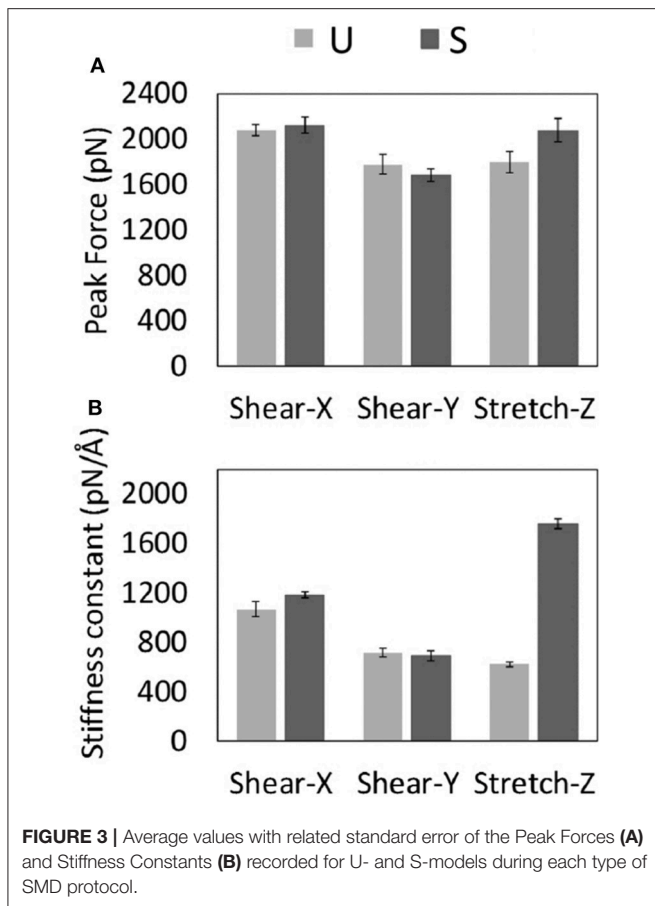 U S
A
2400
2000
1600
1200
800
400
0
Peak Force (pN)
Shear-X Shear-Y Stretch-Z
B
2000
1600
1200
800
400
0
Stiffness constant (pN/Å)
Shear-X Shear-Y Stretch-Z
FIGURE 3 | Average values with related standard error of the Peak Forces (A)
and Stiffness Constants (B) recorded for U- and S-models during each type of
SMD protocol.